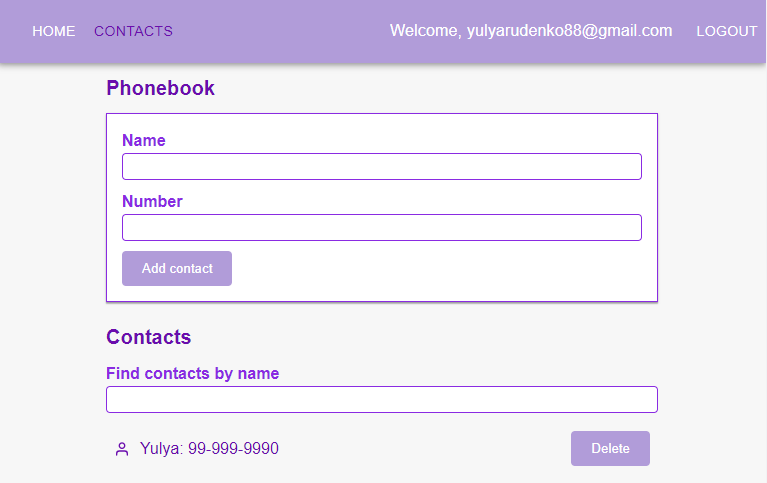 HOME CONTACTS Welcome, yulyarudenko88@gmail.com LOGOUT
Phonebook
Name
Number
Add contact
Contacts
Find contacts by name
Yulya: 99-999-9990 Delete